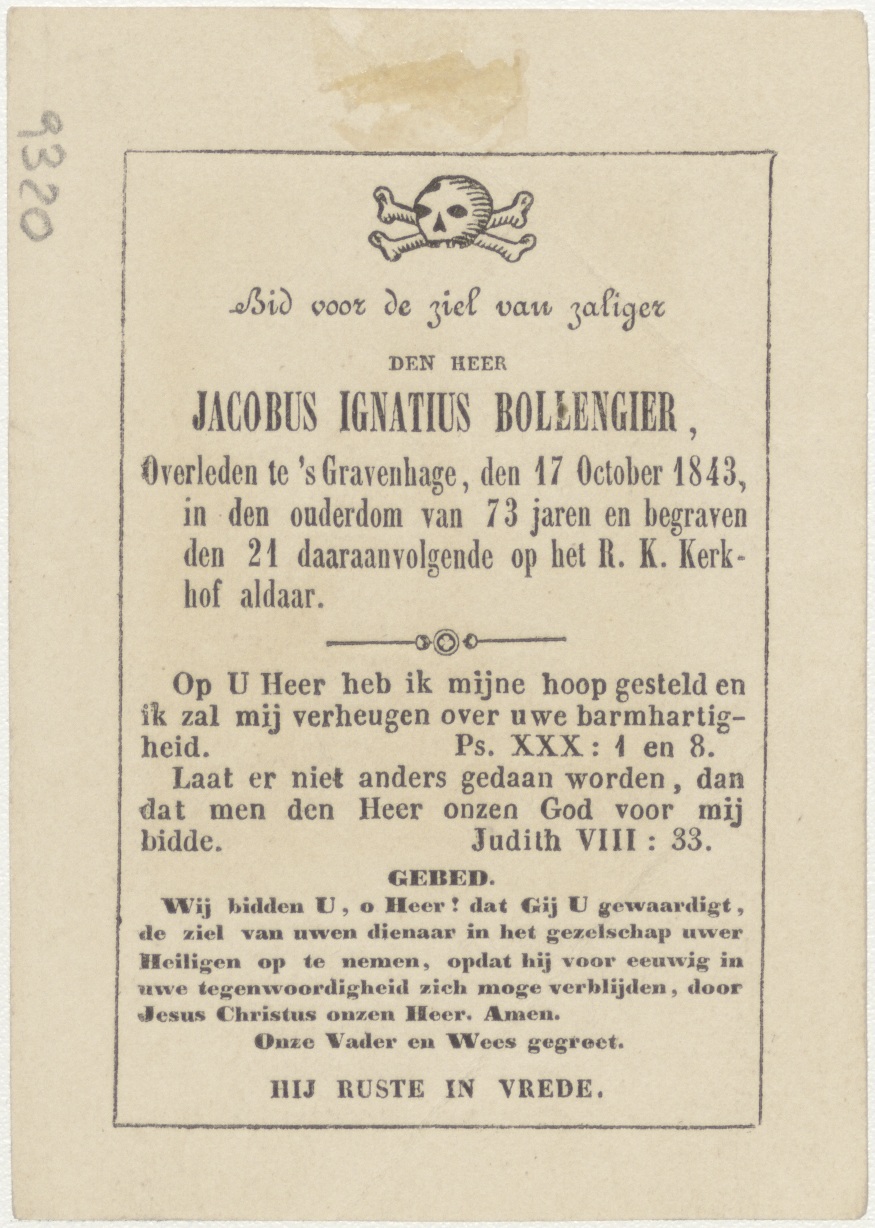 9320
Bid voor de ziel van zaliger
DEN HEER
JACOBUS IGNATIUS BOLLENGIER,
Overleden te 's Gravenhage, den 17 October 1843,
in den ouderdom van 73 jaren en begraven
den 21 daaraanvolgende op het R. K. Kerk-
hof aldaar.
Op U Heer heb ik mijne hoop gesteld en
ik zal mij verheugen over uwe barmhartig-
heid. Ps. XXX: 1 en 8.
Laat er niet anders gedaan worden, dan
dat men den Heer onzen God voor mij
bidde. Judith VIII: 33.
GEBED.
Wij bidden U, o Heer! dat Gij U gewaardigt,
de ziel van uwen dienaar in het gezelschap uwer
Heiligen op te nemen, opdat hij voor eeuwig in
uwe tegenwoordigheid zich moge verblijden, door
Jesus Christus onzen Heer. Amen.
Onze Vader en Wees gegroet.
HIJ RUSTE IN VREDE.